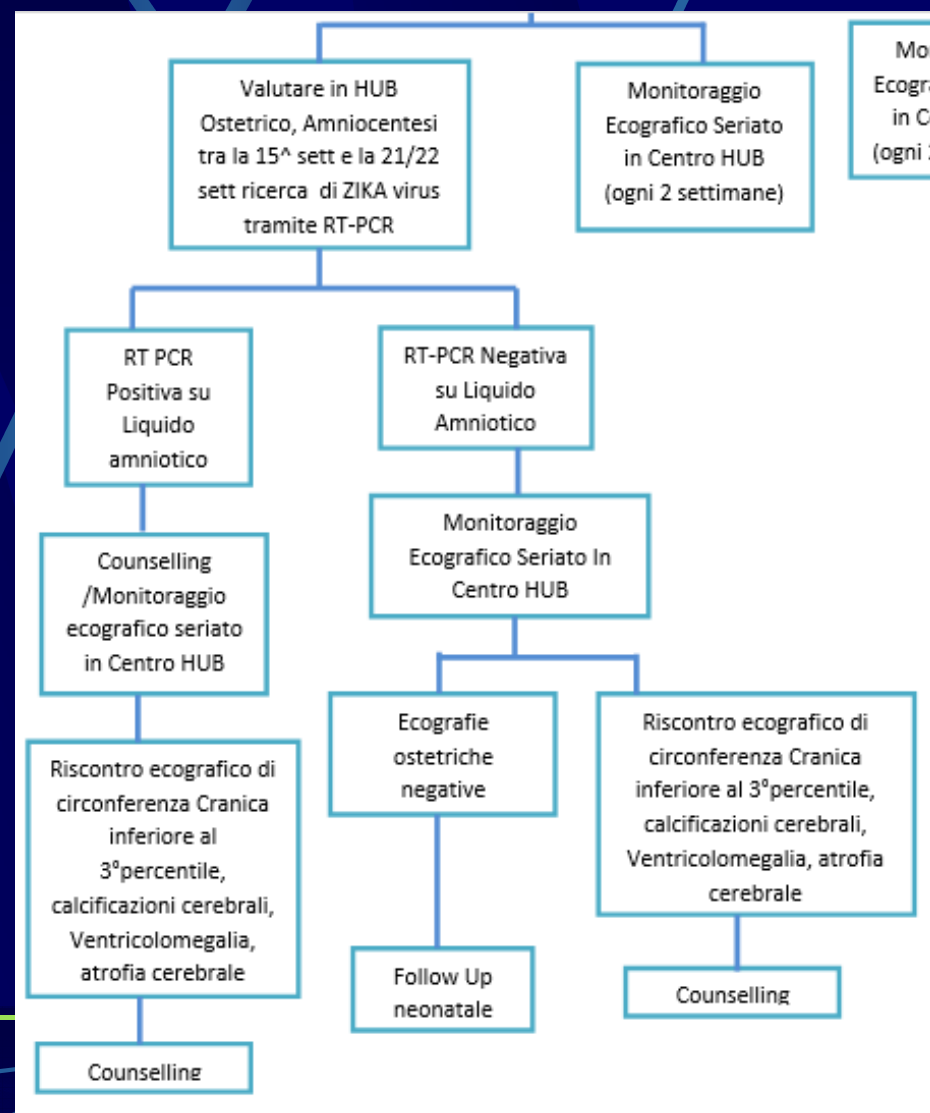 Valutare in HUB
Ostetrico, Amniocentesi
tra la 15^ sett e la 21/22
sett ricerca di ZIKA virus
tramite RT-PCR
Monitoraggio
Ecografico Seriato
in Centro HUB
(ogni 2 settimane)
in
(ogni
RT PCR
Positiva su
Liquido
amniotico
RT-PCR Negativa
su Liquido
Amniotico
Counselling
/Monitoraggio
ecografico seriato
in Centro HUB
Monitoraggio
Ecografico Seriato In
Centro HUB
Riscontro ecografico di
circonferenza Cranica
inferiore al
3°percentile,
calcificazioni cerebrali,
Ventricolomegalia,
atrofia cerebrale
Ecografie
ostetriche
negative
Riscontro ecografico di
circonferenza Cranica
inferiore al 3°percentile,
calcificazioni cerebrali,
Ventricolomegalia, atrofia
cerebrale
Follow Up
neonatale
Counselling
Counselling